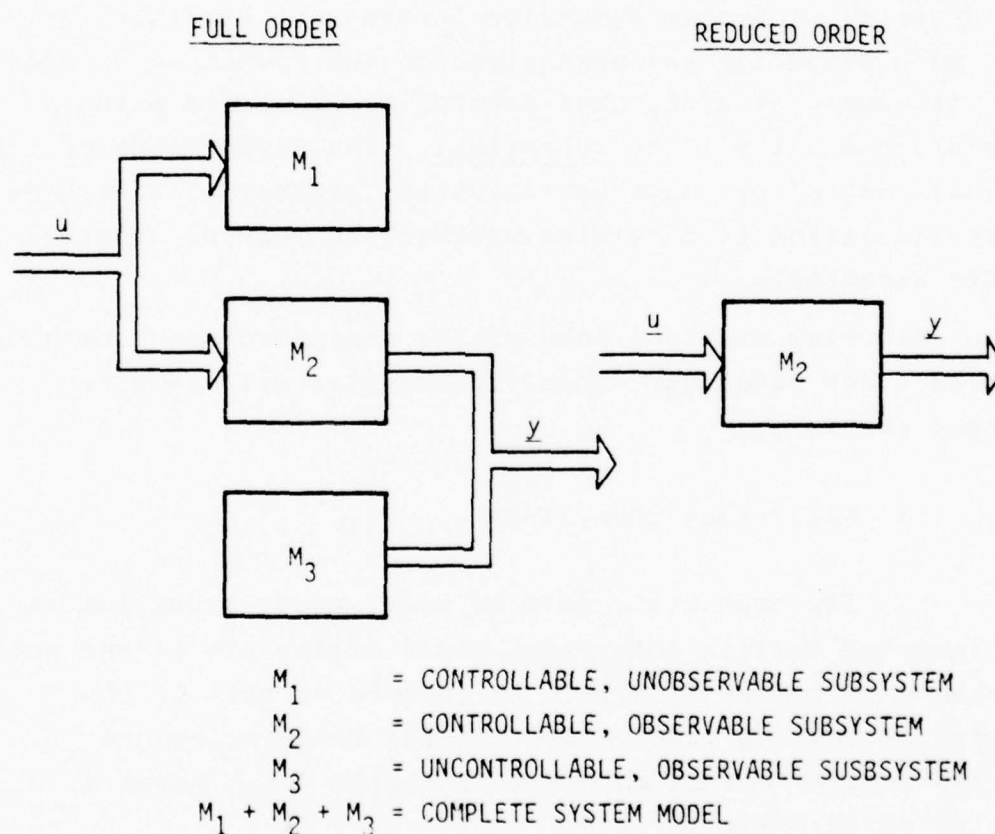 FULL ORDER
REDUCED ORDER
M₁
u
M₂
y
M₃
u
M₂
y
M₁ = CONTROLLABLE, UNOBSERVABLE SUBSYSTEM
M₂ = CONTROLLABLE, OBSERVABLE SUBSYSTEM
M₃ = UNCONTROLLABLE, OBSERVABLE SUSBSYSTEM
M₁ + M₂ + M₃ = COMPLETE SYSTEM MODEL